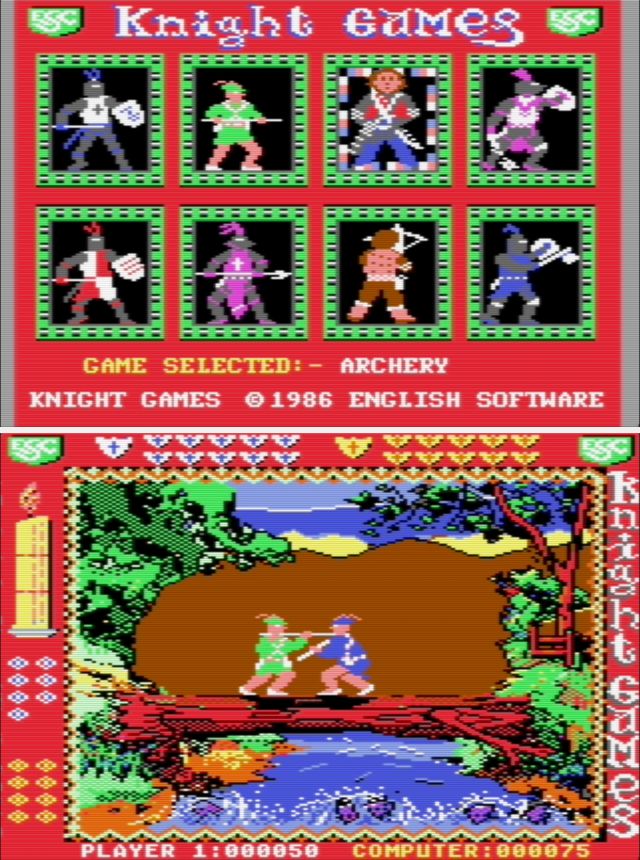 ESC Knight Games ESC
GAME SELECTED:- ARCHERY
KNIGHT GAMES ©1986 ENGLISH SOFTWARE
ESC ESC
Knight Games
PLAYER 1:000050 COMPUTER:000075